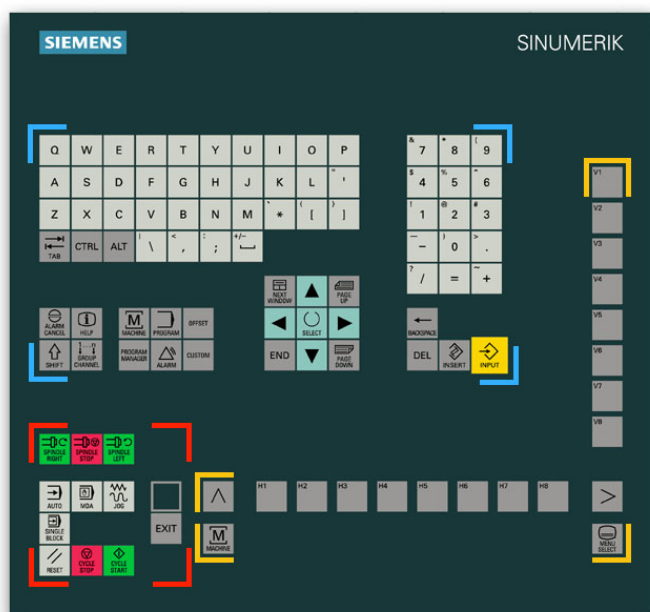 SIEMENS SINUMERIK
Q W E R T Y U I O P & 7 * 8 ( 9
A S D F G H J K L " ' $ 4 % 5 ^ 6
Z X C V B N M ` * { [ } ] ! 1 @ 2 # 3
TAB CTRL ALT | \ < , : ; +/- — - ) 0 > .
? / = ~ +
V1
V2
V3
V4
V5
V6
V7
V8
NEXT WINDOW ▲ PAGE UP
ALARM CANCEL HELP M MACHINE PROGRAM OFFSET ◀ SELECT ▶ BACKSPACE
SHIFT 1...n GROUP CHANNEL PROGRAM MANAGER ALARM CUSTOM END ▼ PAGE DOWN DEL INSERT INPUT
SPINDLE RIGHT SPINDLE STOP SPINDLE LEFT
AUTO MDA JOG
SINGLE BLOCK EXIT
RESET CYCLE STOP CYCLE START
H1 H2 H3 H4 H5 H6 H7 H8 >
M MACHINE MENU SELECT